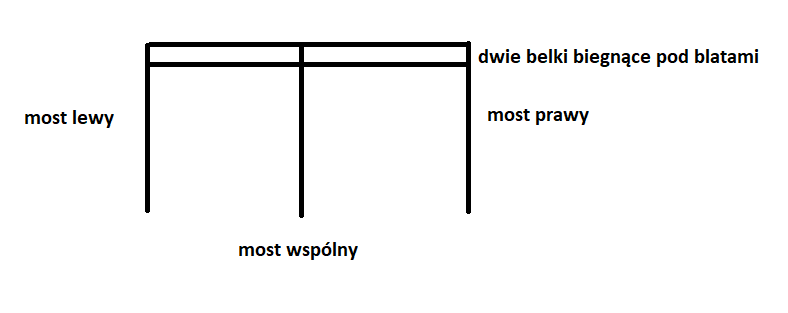 dwie belki biegnące pod blatami
most lewy
most prawy
most wspólny